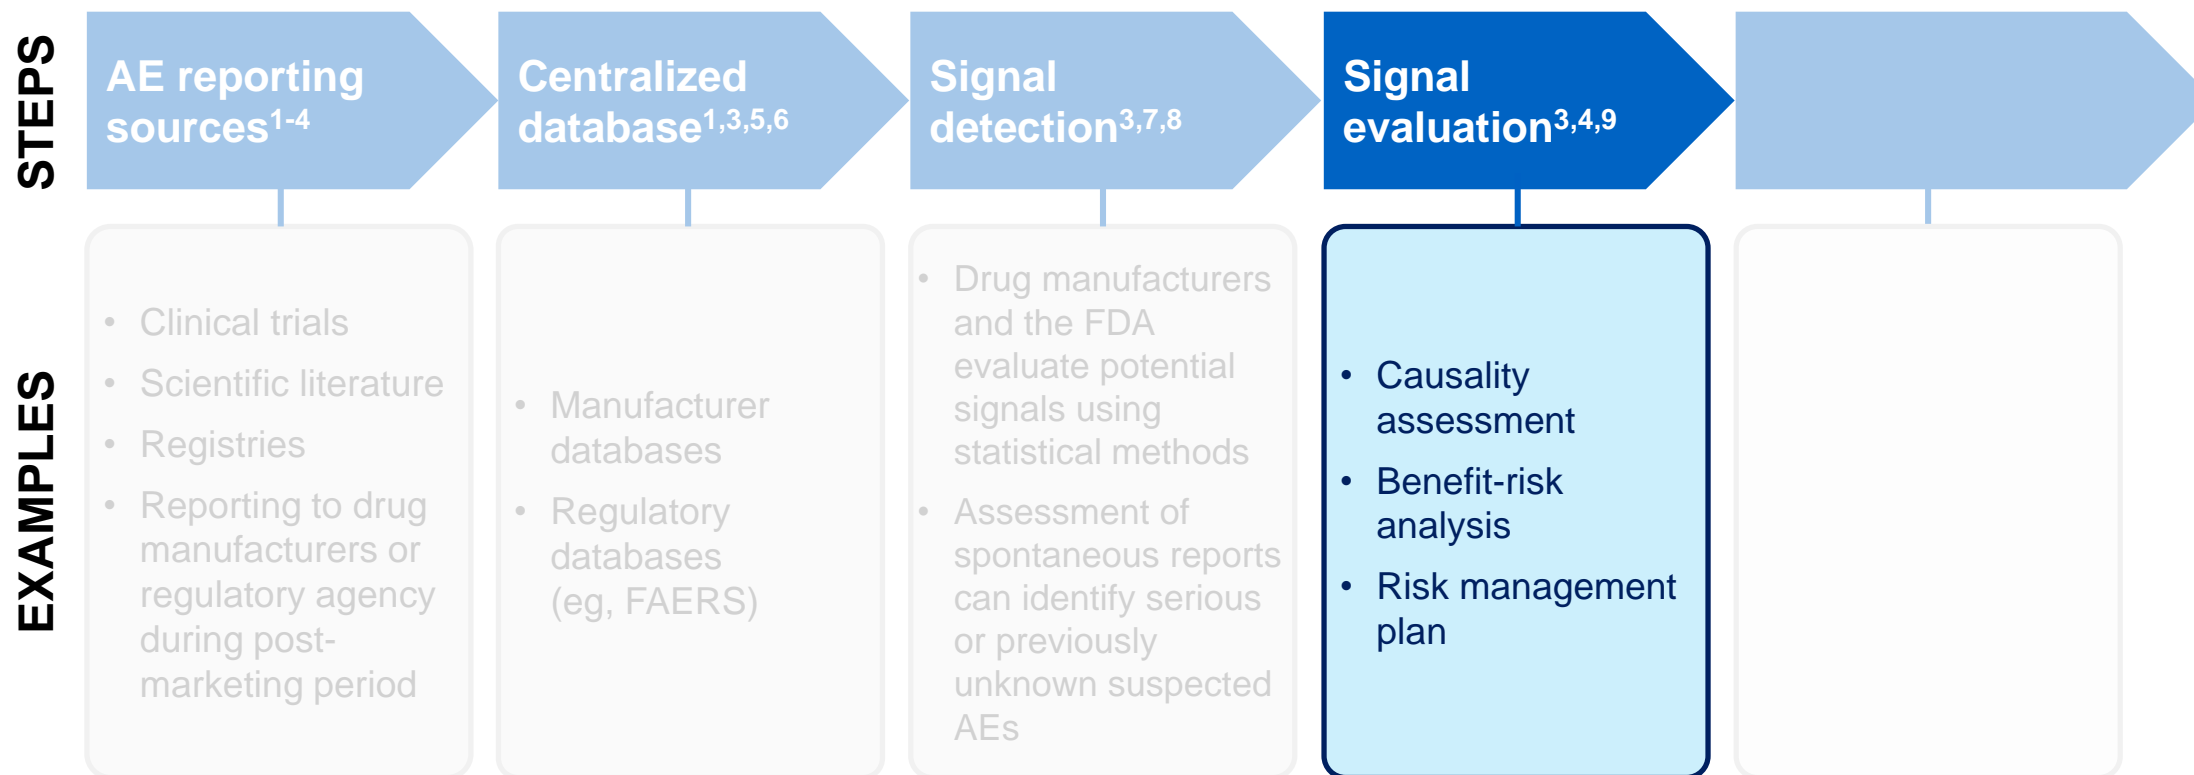 STEPS
AE reporting
sources1-4
Centralized
database1,3,5,6
Signal
detection3,7,8
Signal
evaluation3,4,9
EXAMPLES
• Clinical trials
• Scientific literature
• Registries
• Reporting to drug
manufacturers or
regulatory agency
during post-
marketing period
• Manufacturer
databases
• Regulatory
databases
(eg, FAERS)
• Drug manufacturers
and the FDA
evaluate potential
signals using
statistical methods
• Assessment of
spontaneous reports
can identify serious
or previously
unknown suspected
AEs
• Causality
assessment
• Benefit-risk
analysis
• Risk management
plan